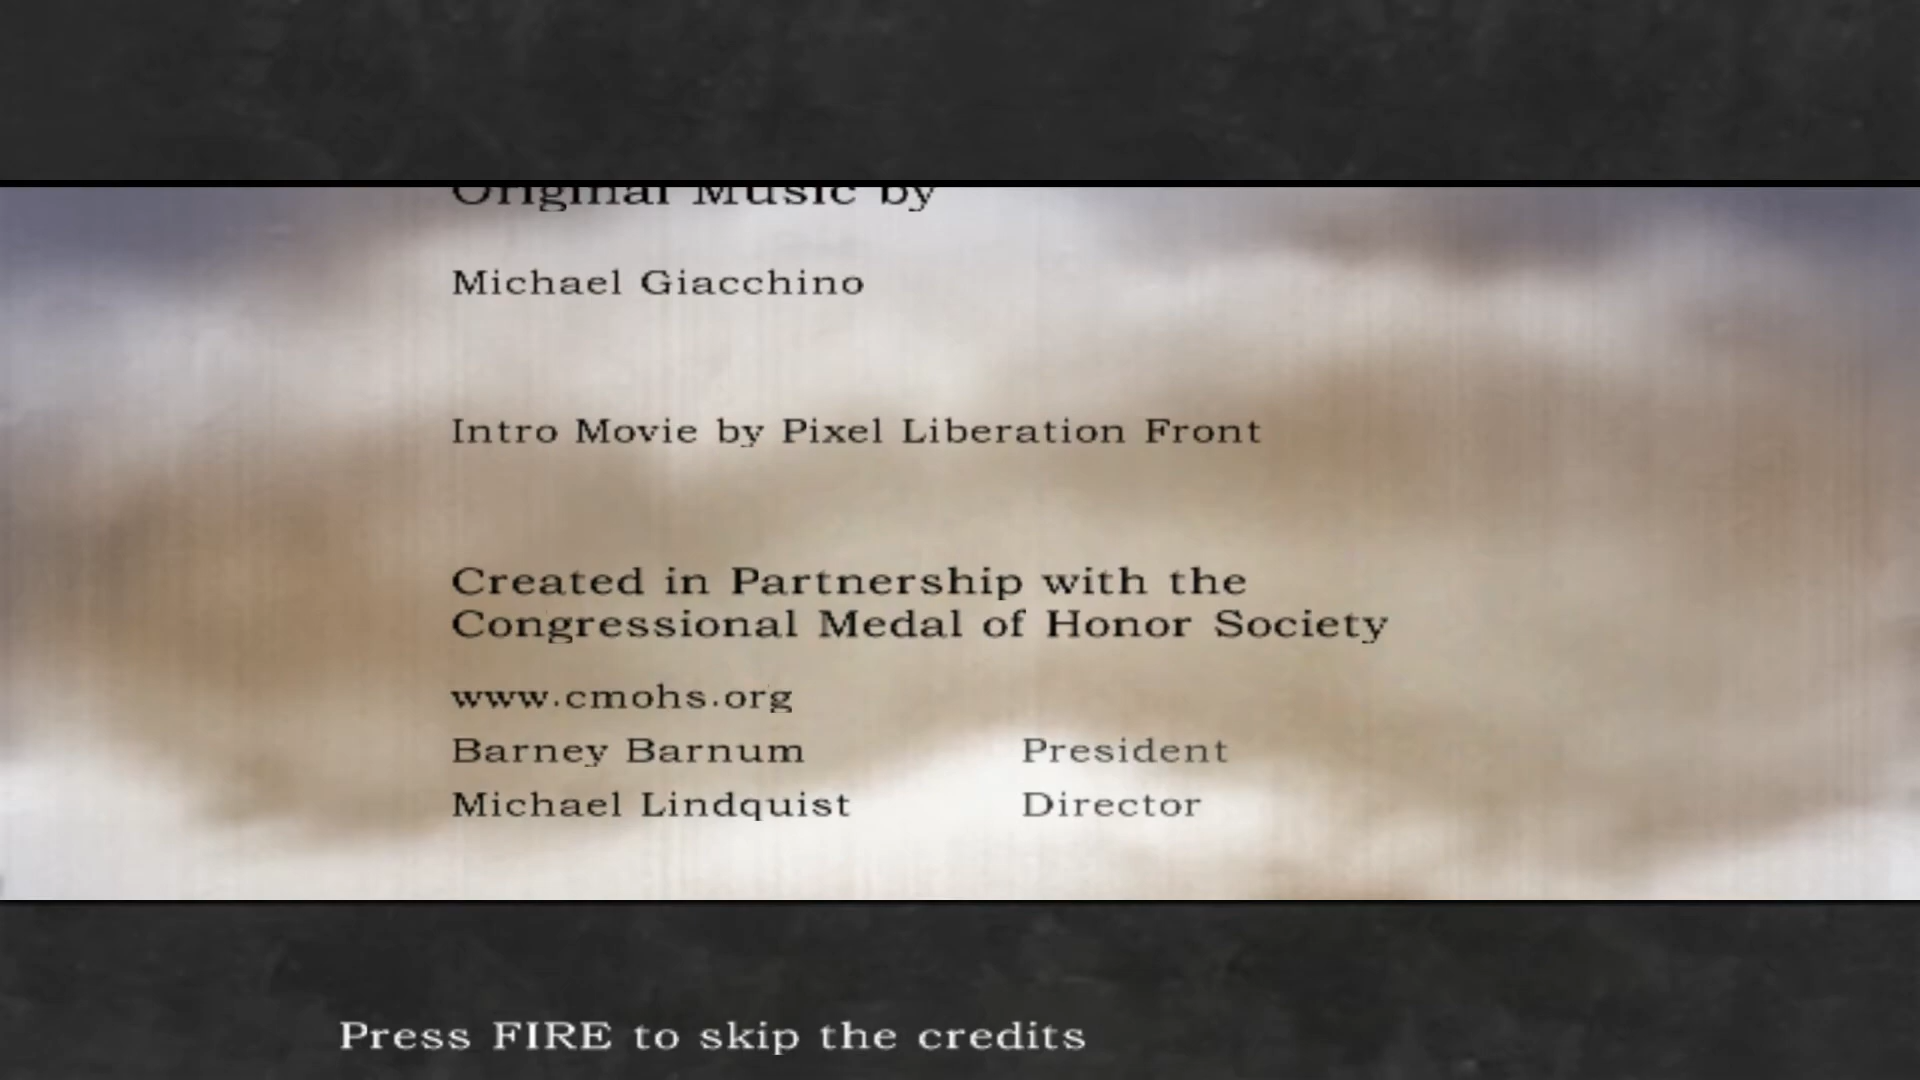 Original Music by
Michael Giacchino
Intro Movie by Pixel Liberation Front
Created in Partnership with the
Congressional Medal of Honor Society
www.cmohs.org
Barney Barnum President
Michael Lindquist Director
Press FIRE to skip the credits